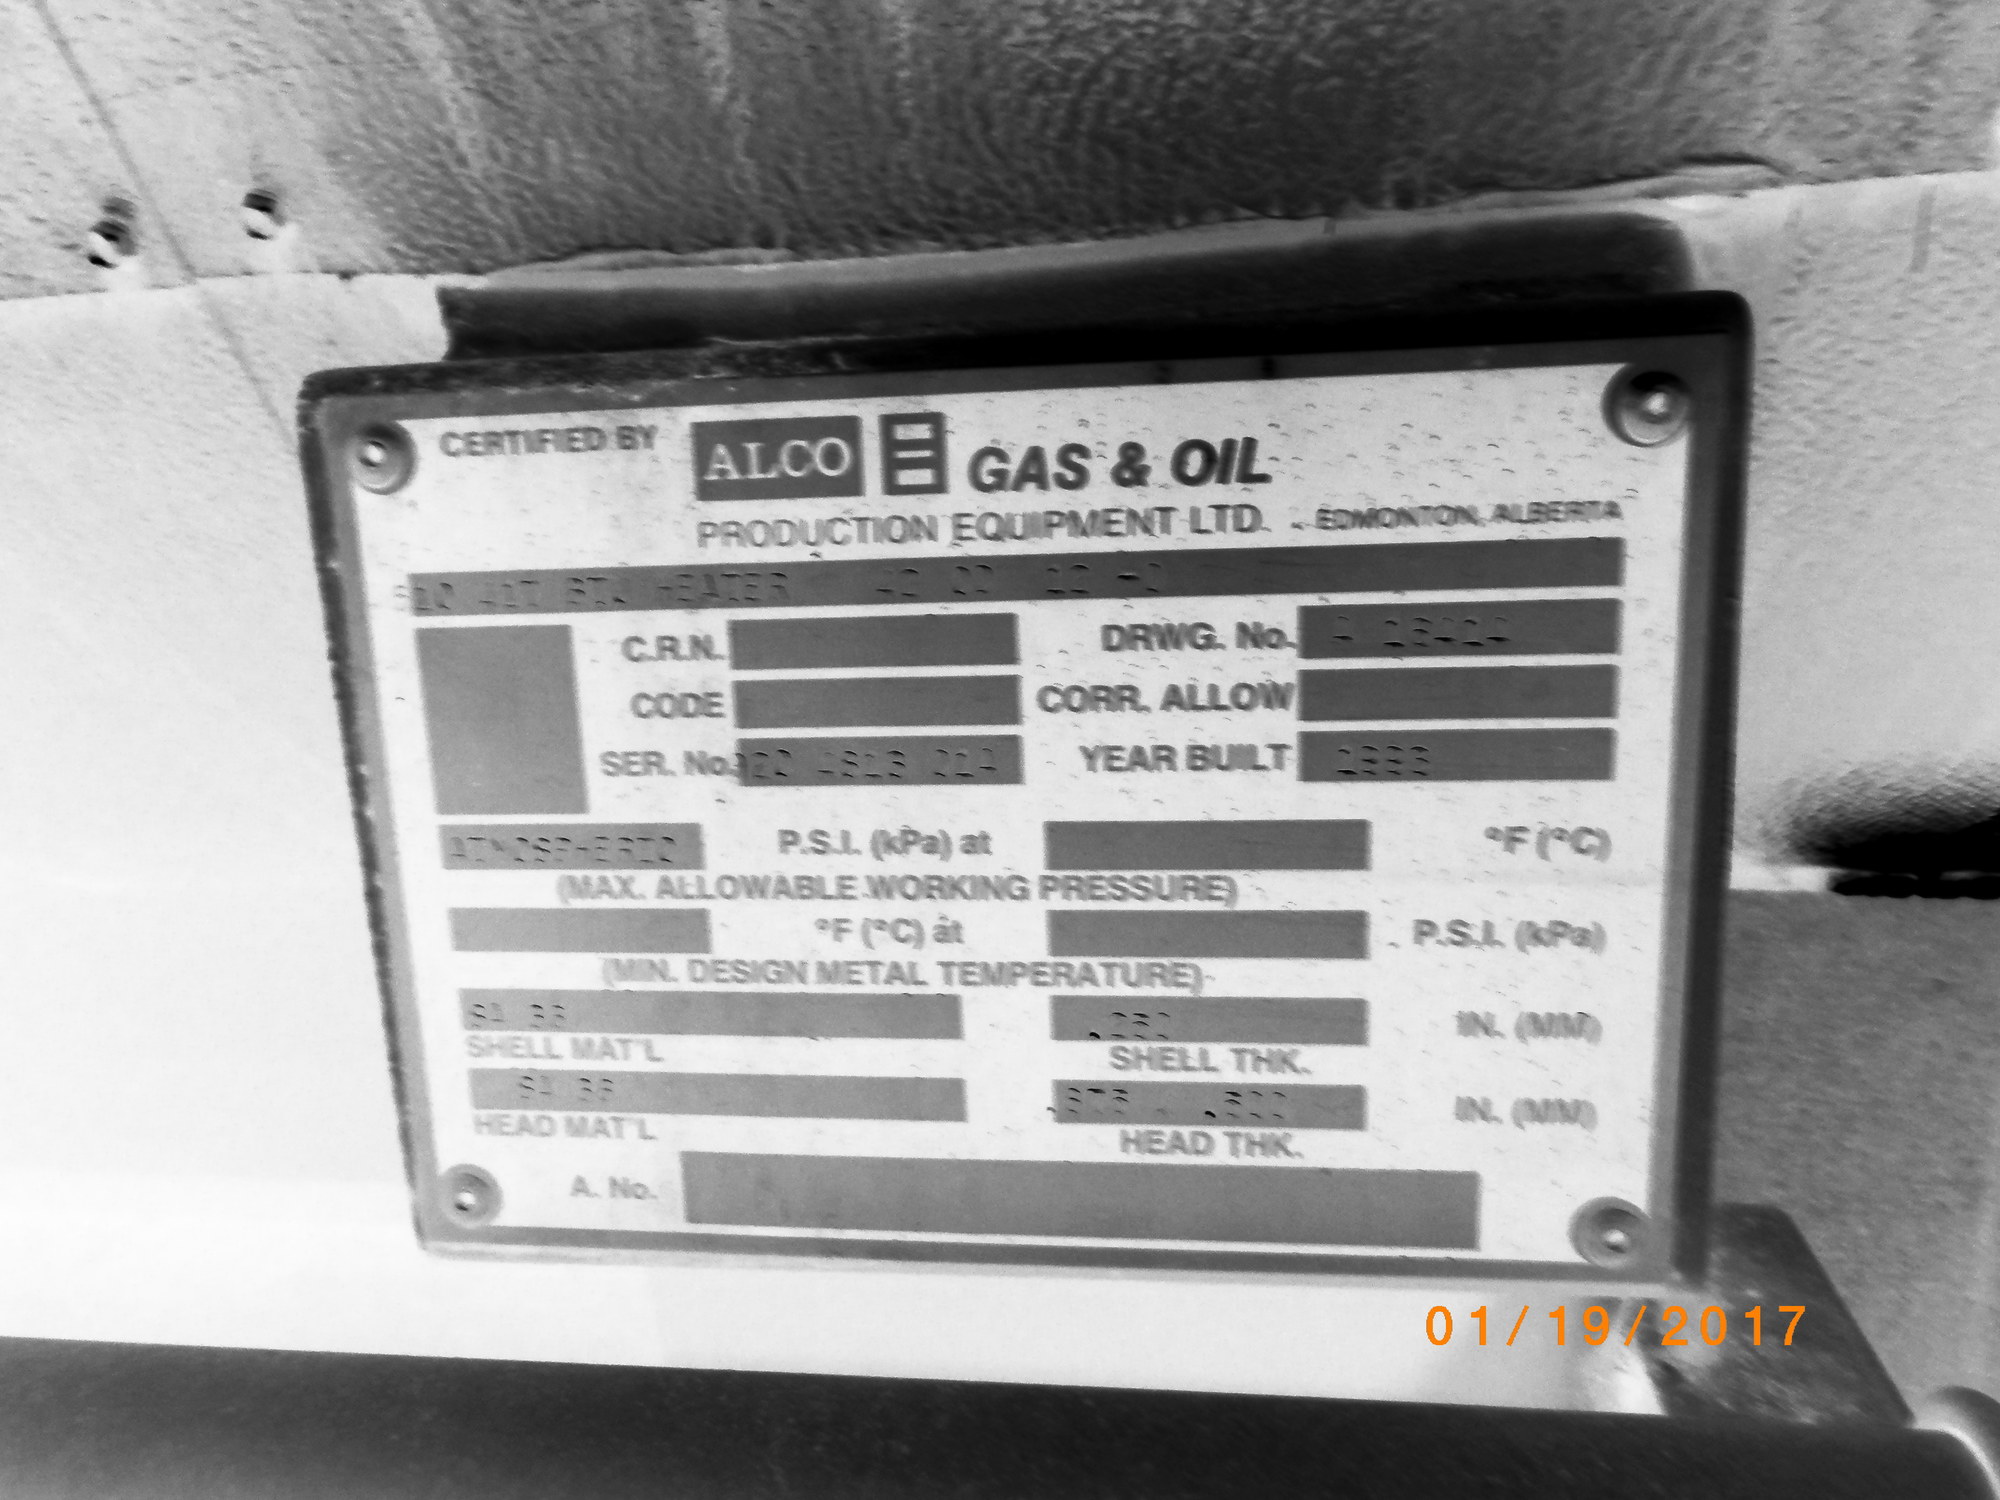 CERTIFIED BY ALCO GAS & OIL
PRODUCTION EQUIPMENT LTD. EDMONTON, ALBERTA
HEATER
C.R.N. DRWG. No.
CODE CORR. ALLOW
SER. No. YEAR BUILT
ATMOSPHERIC P.S.I. (kPa) at °F (°C)
(MAX. ALLOWABLE WORKING PRESSURE)
°F (°C) at P.S.I. (kPa)
(MIN. DESIGN METAL TEMPERATURE)
IN. (MM)
SHELL MAT'L SHELL THK.
IN. (MM)
HEAD MAT'L HEAD THK.
A. No.
01/19/2017